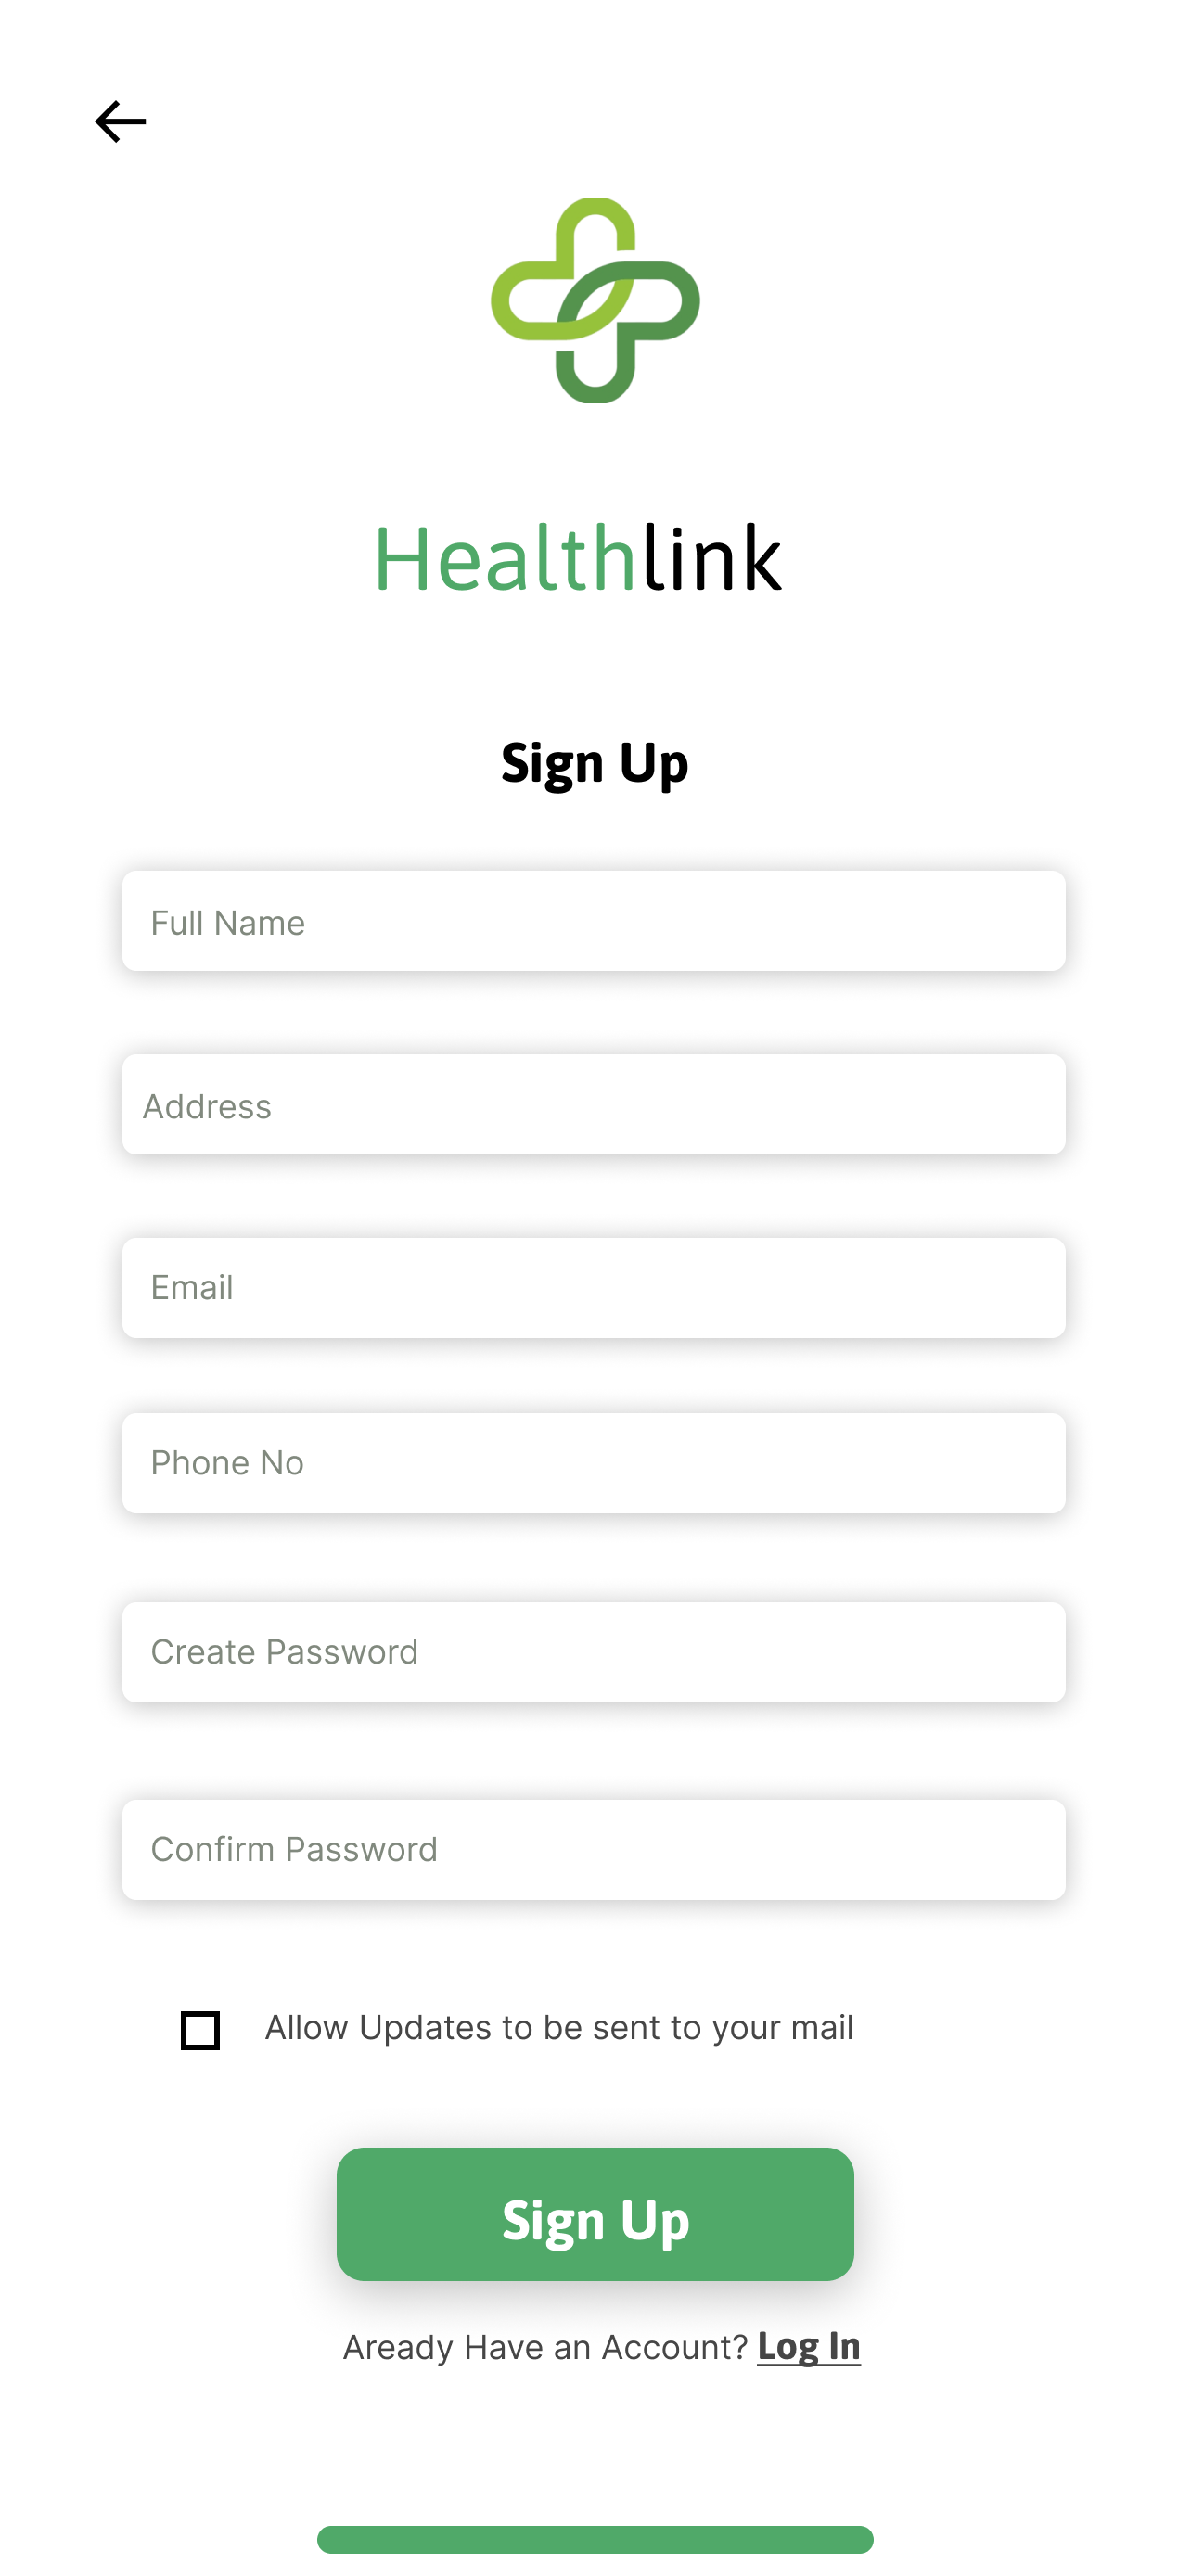 Healthlink
Sign Up
Full Name
Address
Email
Phone No
Create Password
Confirm Password
Allow Updates to be sent to your mail
Sign Up
Aready Have an Account? Log In